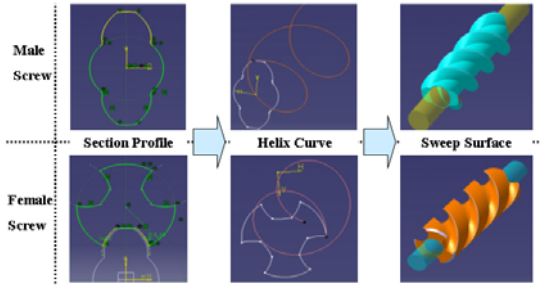 Male
Screw
Section Profile
Helix Curve
Sweep Surface
Female
Screw